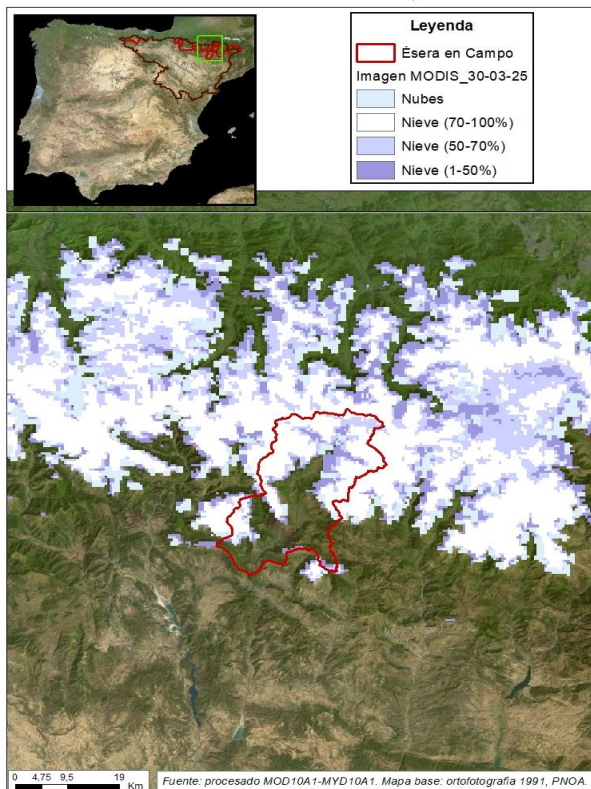 Leyenda
Ésera en Campo
Imagen MODIS_30-03-25
Nubes
Nieve (70-100%)
Nieve (50-70%)
Nieve (1-50%)
0 4,75 9,5 19
Km
Fuente: procesado MOD10A1-MYD10A1. Mapa base: ortofotografia 1991, PNOA.